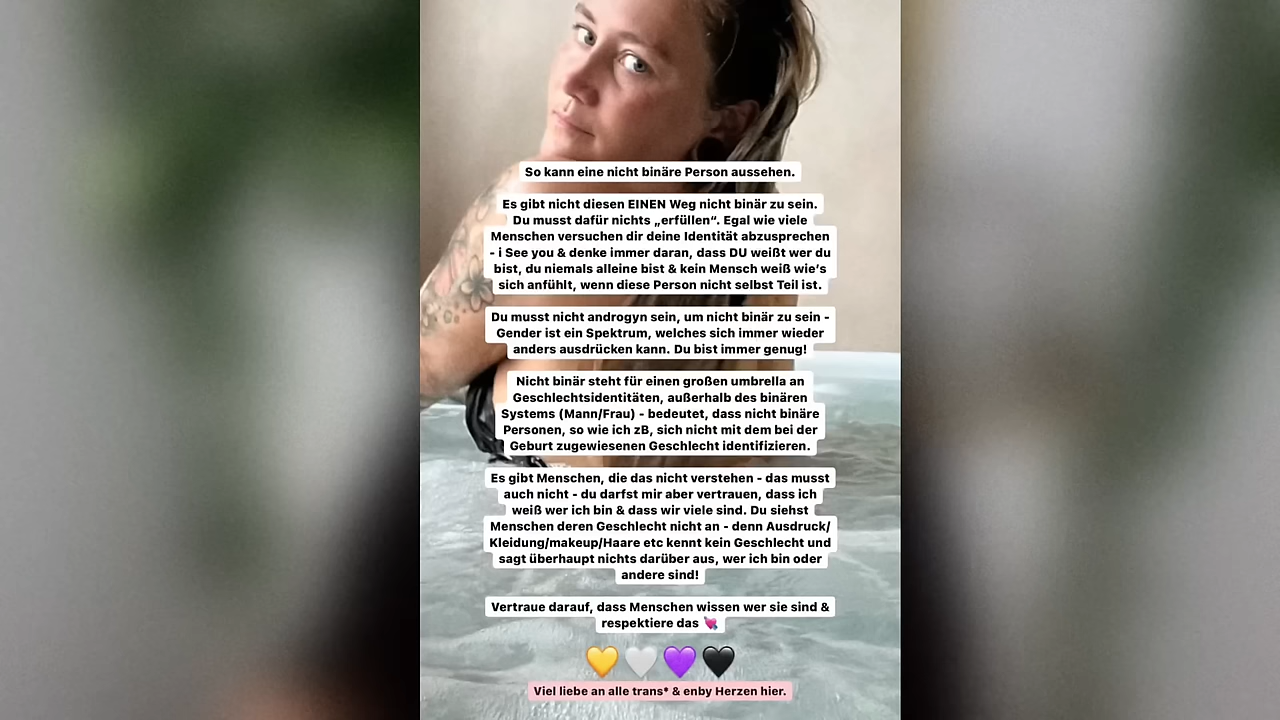 So kann eine nicht binäre Person aussehen.
Es gibt nicht diesen EINEN Weg nicht binär zu sein.
Du musst dafür nichts „erfüllen“. Egal wie viele
Menschen versuchen dir deine Identität abzusprechen
- i See you & denke immer daran, dass DU weißt wer du
bist, du niemals alleine bist & kein Mensch weiß wie’s
sich anfühlt, wenn diese Person nicht selbst Teil ist.
Du musst nicht androgyn sein, um nicht binär zu sein -
Gender ist ein Spektrum, welches sich immer wieder
anders ausdrücken kann. Du bist immer genug!
Nicht binär steht für einen großen umbrella an
Geschlechtsidentitäten, außerhalb des binären
Systems (Mann/Frau) - bedeutet, dass nicht binäre
Personen, so wie ich zB, sich nicht mit dem bei der
Geburt zugewiesenen Geschlecht identifizieren.
Es gibt Menschen, die das nicht verstehen - das musst
auch nicht - du darfst mir aber vertrauen, dass ich
weiß wer ich bin & dass wir viele sind. Du siehst
Menschen deren Geschlecht nicht an - denn Ausdruck/
Kleidung/makeup/Haare etc kennt kein Geschlecht und
sagt überhaupt nichts darüber aus, wer ich bin oder
andere sind!
Vertraue darauf, dass Menschen wissen wer sie sind &
respektiere das 💘
💛🤍💜🖤
Viel liebe an alle trans* & enby Herzen hier.